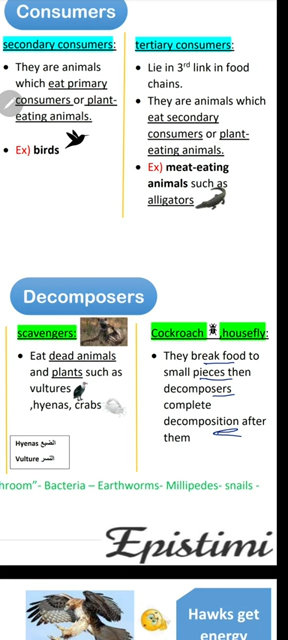 Consumers
secondary consumers:
• They are animals
which eat primary
consumers or plant-
eating animals.
• Ex) birds
tertiary consumers:
• Lie in 3rd link in food
chains.
• They are animals which
eat secondary
consumers or plant-
eating animals.
• Ex) meat-eating
animals such as
alligators
Decomposers
scavengers:
• Eat dead animals
and plants such as
vultures
,hyenas, crabs
Hyenas الضبع
Vulture النسر
Cockroach ,housefly:
• They break food to
small pieces then
decomposers
complete
decomposition after
them
hroom”- Bacteria – Earthworms- Millipedes- snails -
Epistimi
Hawks get
energy